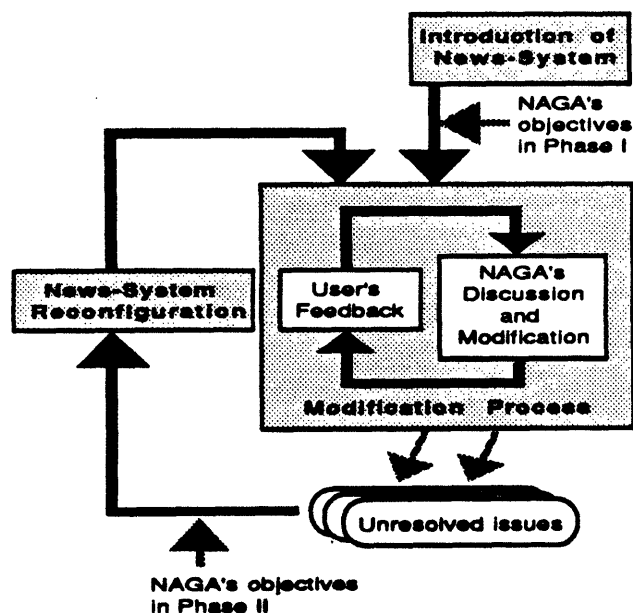 Introduction of
News-System
NAGA's
objectives
in Phase I
News-System
Reconfiguration
User's
Feedback
NAGA's
Discussion
and
Modification
Modification Process
Unresolved issues
NAGA's objectives
in Phase II